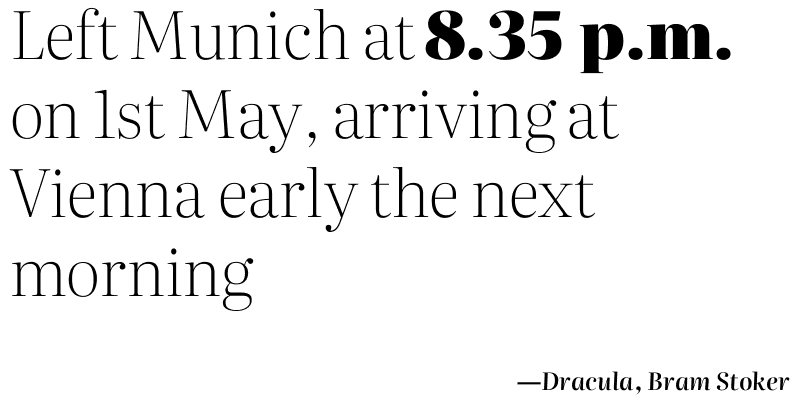 Left Munich at 8.35 p.m.
on 1st May, arriving at
Vienna early the next
morning
—Dracula, Bram Stoker